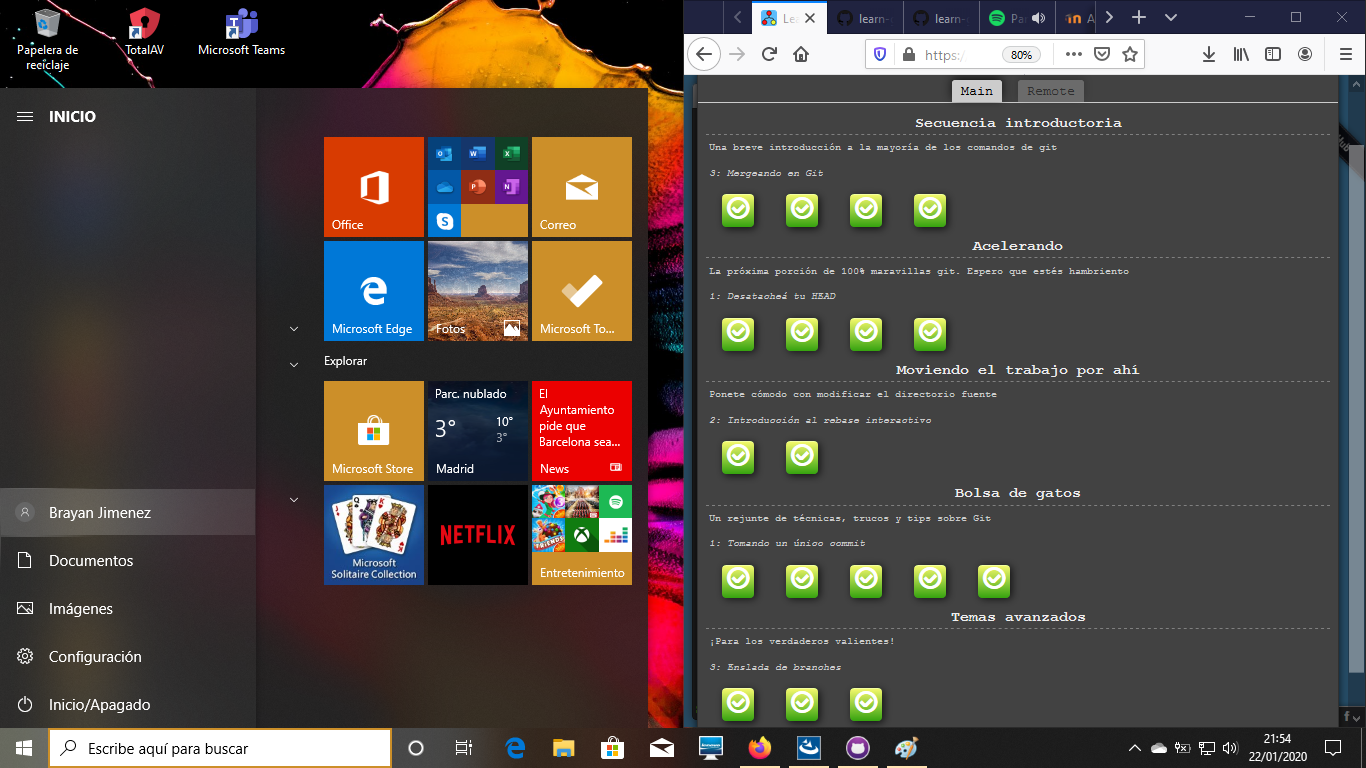 Papelera de
reciclaje
TotalAV
Microsoft Teams
INICIO
Office
Correo
Microsoft Edge
Fotos
Microsoft To...
Explorar
Microsoft Store
Parc. nublado
3°
10°
3°
Madrid
El
Ayuntamiento
pide que
Barcelona sea...
News
Microsoft
Solitaire Collection
NETFLIX
Entretenimiento
Brayan Jimenez
Documentos
Imágenes
Configuración
Inicio/Apagado
Escribe aquí para buscar
learn-
learn-
https:/
80%
Main
Remote
Secuencia introductoria
Una breve introducción a la mayoría de los comandos de git
3: Mergeando en Git
Acelerando
La próxima porción de 100% maravillas git. Espero que estés hambriento
1: Desatacheá tu HEAD
Moviendo el trabajo por ahí
Ponete cómodo con modificar el directorio fuente
2: Introducción al rebase interactivo
Bolsa de gatos
Un rejunte de técnicas, trucos y tips sobre Git
1: Tomando un único commit
Temas avanzados
¡Para los verdaderos valientes!
3: Enslada de branches
21:54
22/01/2020